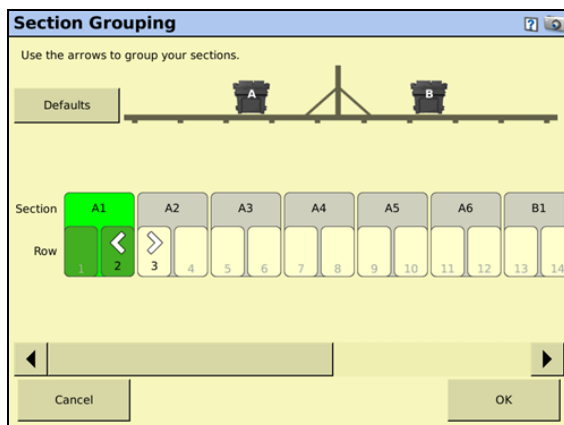 Section Grouping ?
Use the arrows to group your sections.
Defaults
A B
Section A1 A2 A3 A4 A5 A6 B1
Row 1 2 3 4 5 6 7 8 9 10 11 12 13 14
Cancel OK